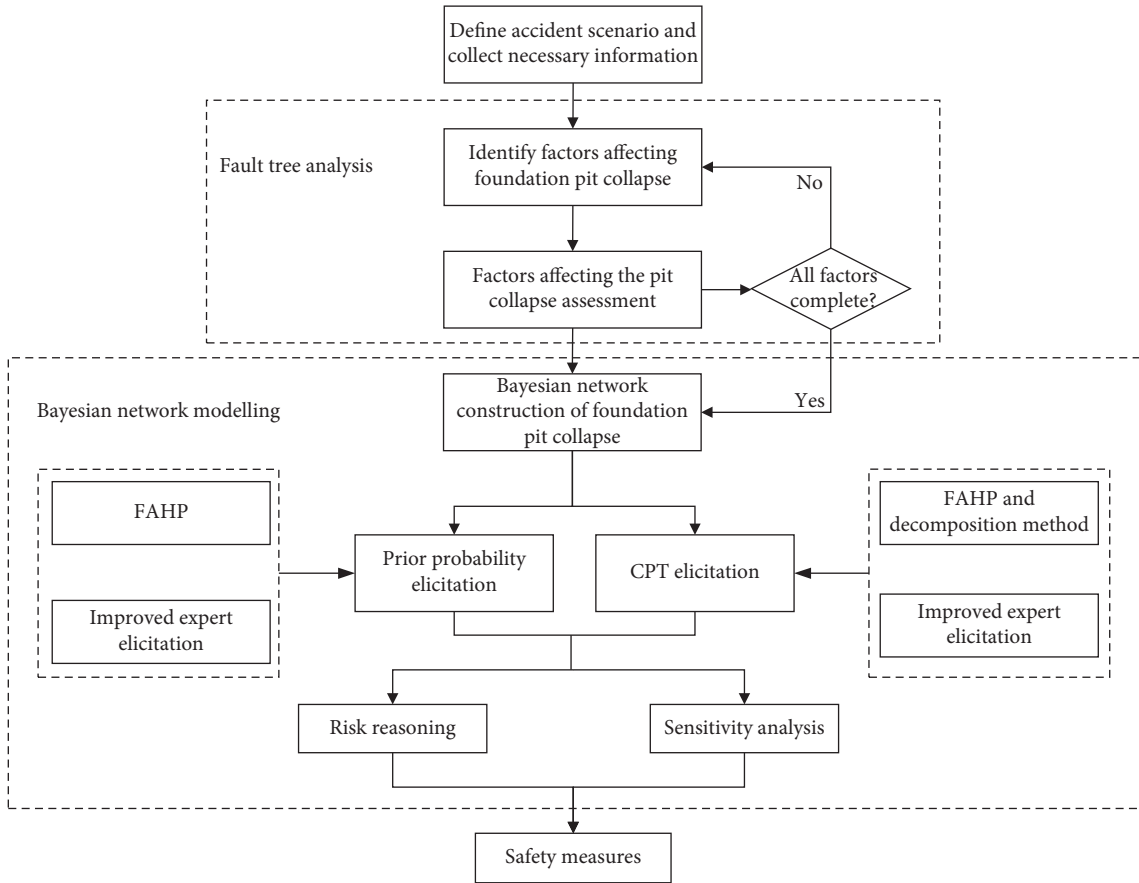 Define accident scenario and
collect necessary information
Fault tree analysis
Identify factors affecting
foundation pit collapse
No
Factors affecting the pit
collapse assessment
All factors
complete?
Bayesian network modelling
Bayesian network
construction of foundation
pit collapse
Yes
FAHP
Improved expert
elicitation
Prior probability
elicitation
CPT elicitation
FAHP and
decomposition method
Improved expert
elicitation
Risk reasoning
Sensitivity analysis
Safety measures